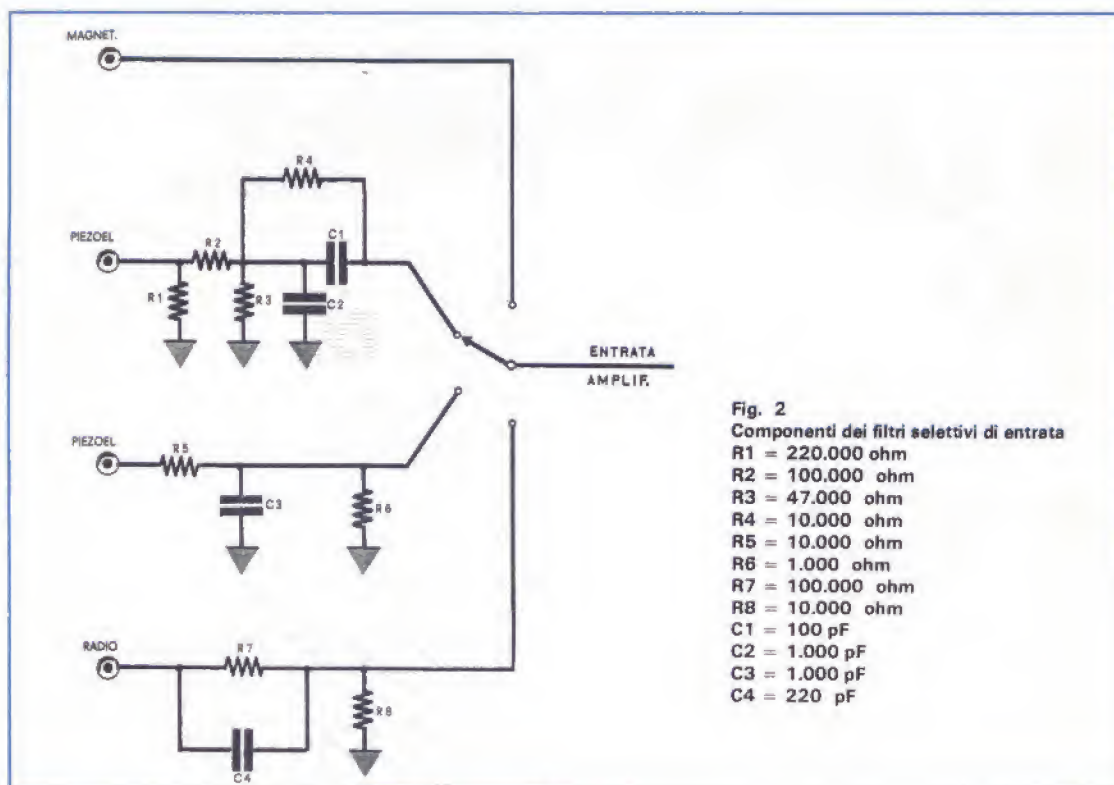 MAGNET.
R4
PIEZOEL
R2
C1
R1
R3
C2
ENTRATA
AMPLIF.
PIEZOEL
R5
C3
R6
RADIO
R7
R8
C4
Fig. 2
Componenti dei filtri selettivi di entrata
R1 = 220.000 ohm
R2 = 100.000 ohm
R3 = 47.000 ohm
R4 = 10.000 ohm
R5 = 10.000 ohm
R6 = 1.000 ohm
R7 = 100.000 ohm
R8 = 10.000 ohm
C1 = 100 pF
C2 = 1.000 pF
C3 = 1.000 pF
C4 = 220 pF